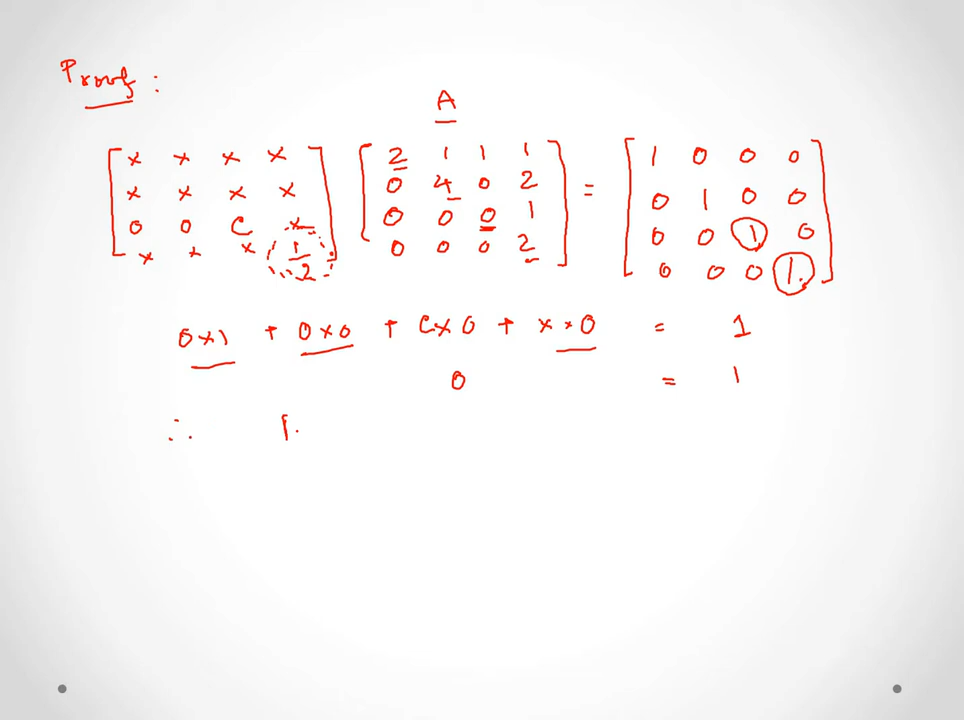 Proof :
A
[ x x x x ] [ 2 1 1 1 ] = [ 1 0 0 0 ]
[ x x x x ] [ 0 4 0 2 ] [ 0 1 0 0 ]
[ 0 0 C x ] [ 0 0 0 1 ] [ 0 0 1 0 ]
[ x x x 1/2 ] [ 0 0 0 2 ] [ 0 0 0 1. ]
0 x 1 + 0 x 0 + C x 0 + x x 0 = 1
0 = 1
∴